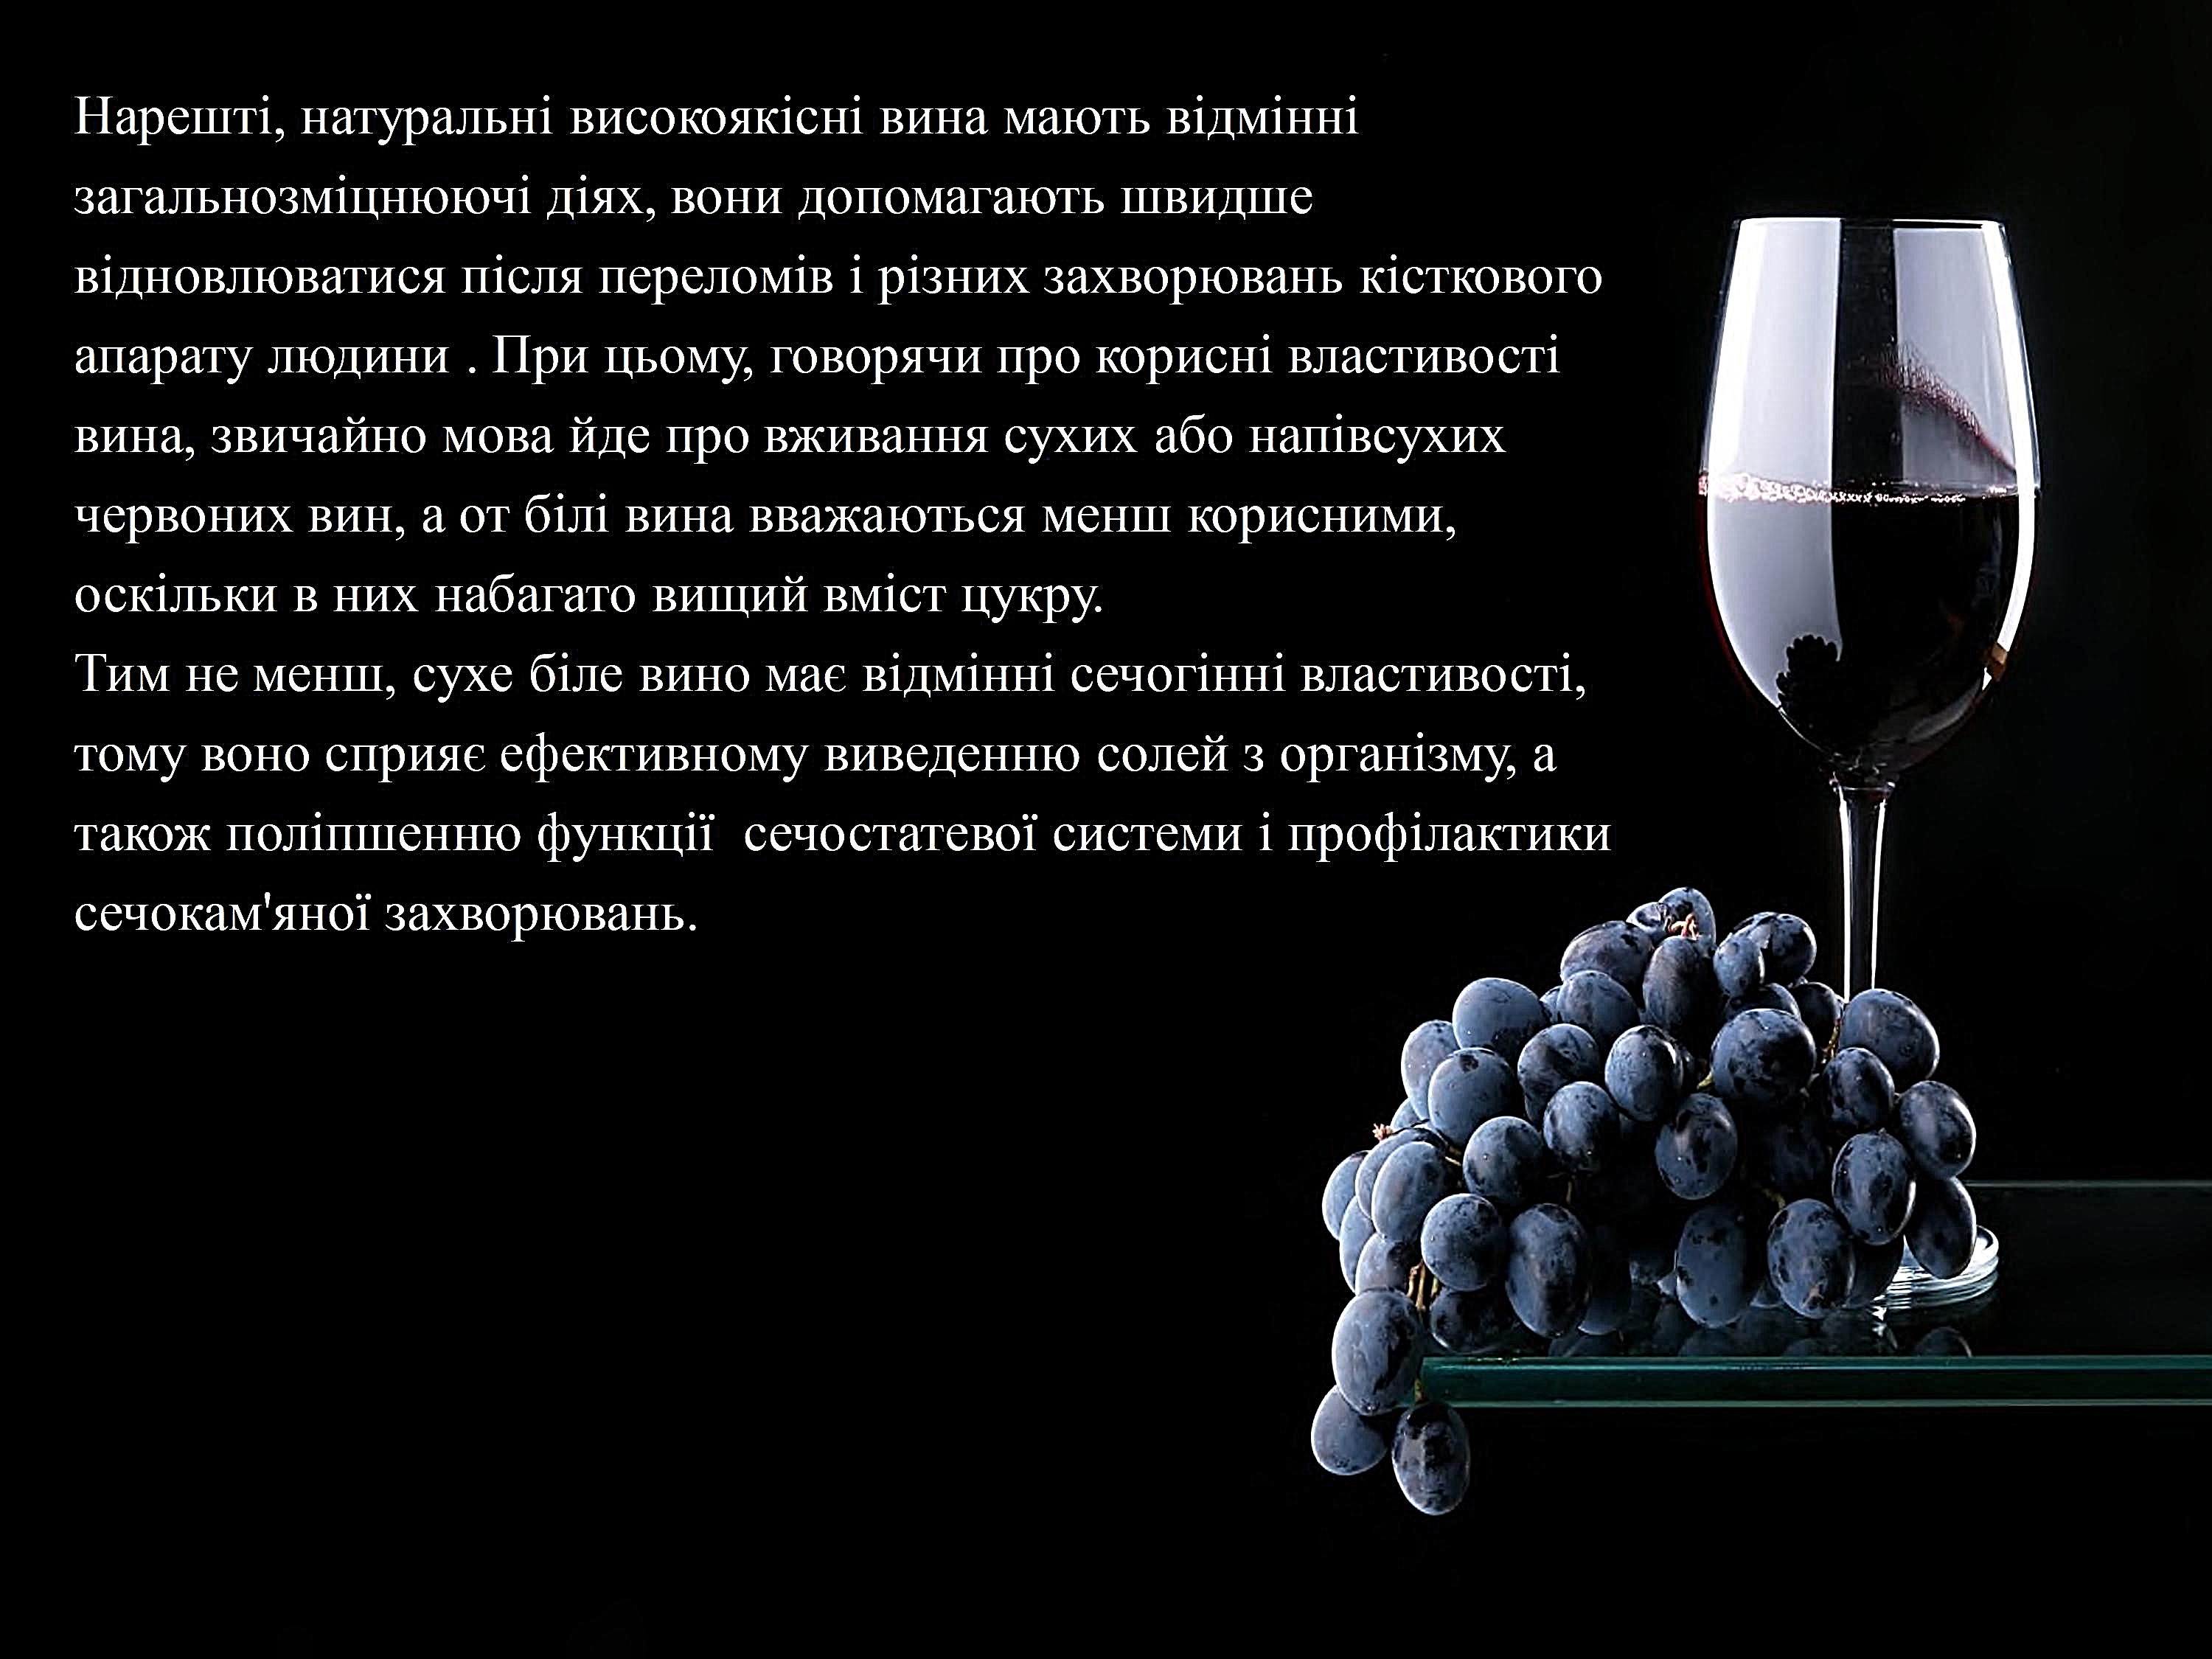 Нарешті, натуральні високоякісні вина мають відмінні
загальнозміцнюючі діях, вони допомагають швидше
відновлюватися після переломів і різних захворювань кісткового
апарату людини . При цьому, говорячи про корисні властивості
вина, звичайно мова йде про вживання сухих або напівсухих
червоних вин, а от білі вина вважаються менш корисними,
оскільки в них набагато вищий вміст цукру.
Тим не менш, сухе біле вино має відмінні сечогінні властивості,
тому воно сприяє ефективному виведенню солей з організму, а
також поліпшенню функції  сечостатевої системи і профілактики
сечокам'яної захворювань.